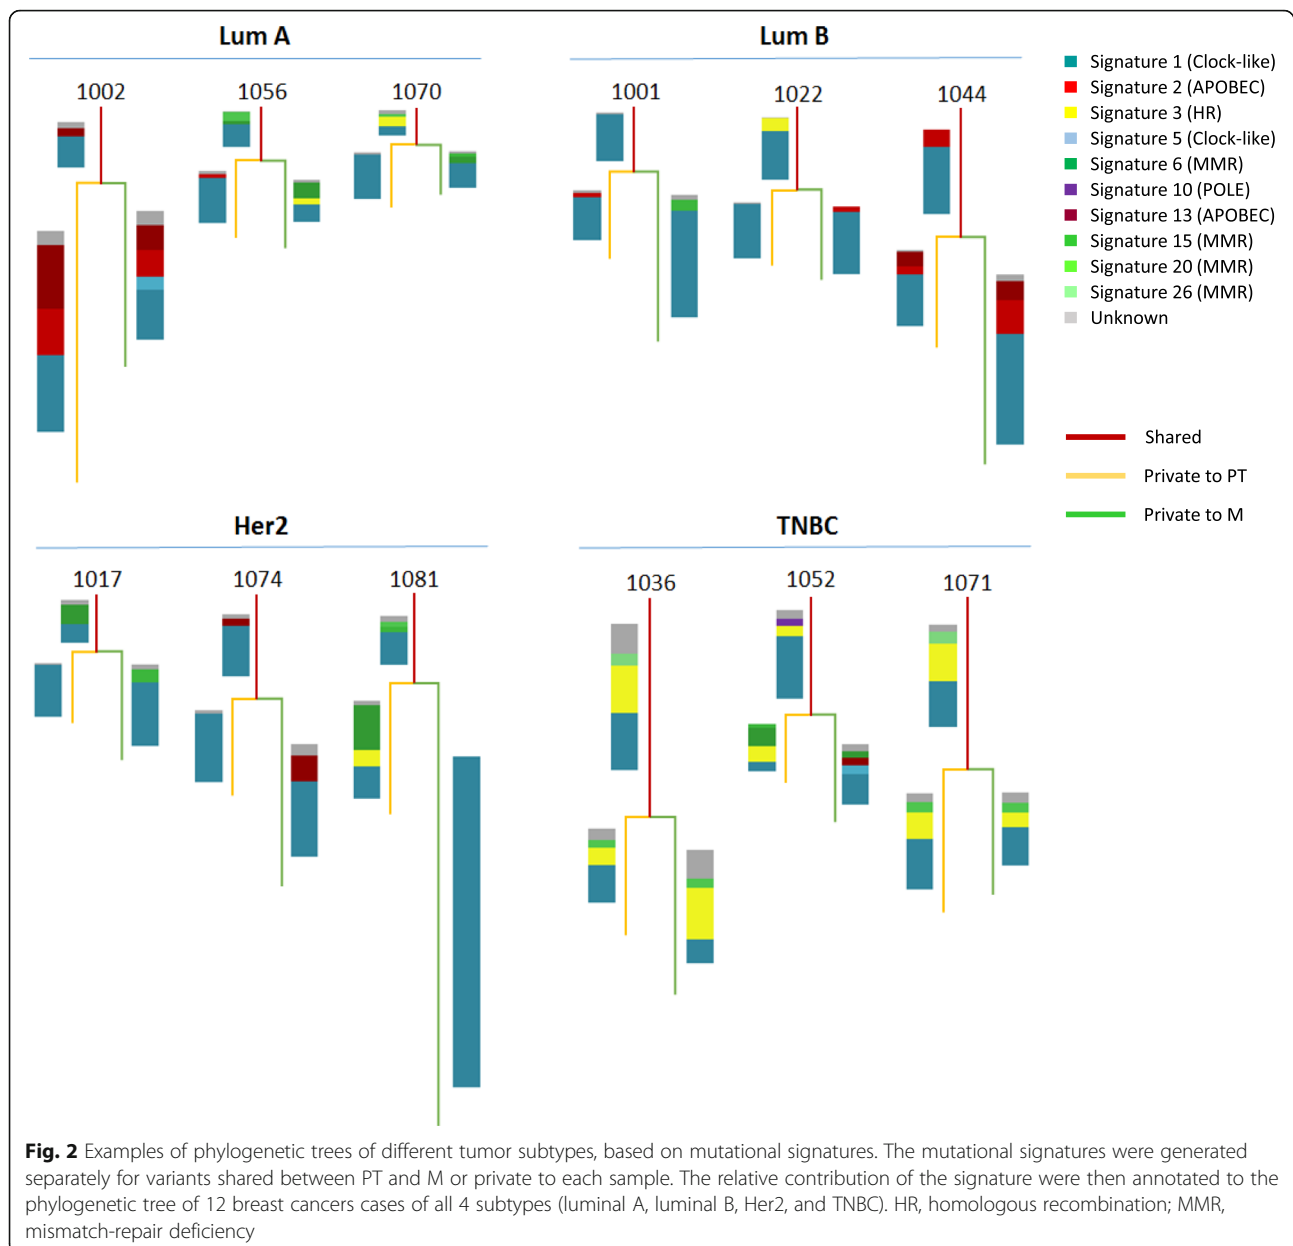 Lum A
Lum B
1002
1056
1070
1001
1022
1044
Signature 1 (Clock-like)
Signature 2 (APOBEC)
Signature 3 (HR)
Signature 5 (Clock-like)
Signature 6 (MMR)
Signature 10 (POLE)
Signature 13 (APOBEC)
Signature 15 (MMR)
Signature 20 (MMR)
Signature 26 (MMR)
Unknown
Shared
Private to PT
Private to M
Her2
TNBC
1017
1074
1081
1036
1052
1071
Fig. 2 Examples of phylogenetic trees of different tumor subtypes, based on mutational signatures. The mutational signatures were generated
separately for variants shared between PT and M or private to each sample. The relative contribution of the signature were then annotated to the
phylogenetic tree of 12 breast cancers cases of all 4 subtypes (luminal A, luminal B, Her2, and TNBC). HR, homologous recombination; MMR,
mismatch-repair deficiency